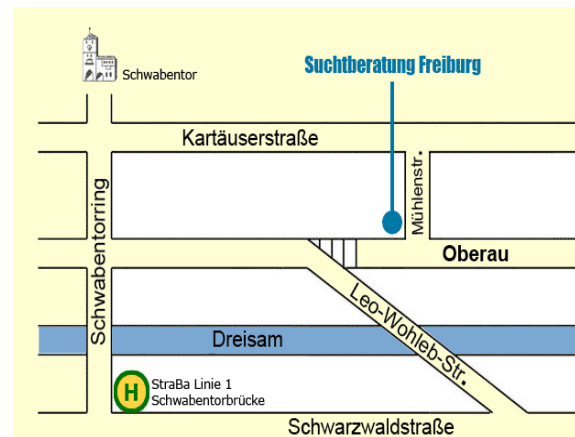 Suchtberatung Freiburg
Schwabentor
Kartäuserstraße
Mühlenstr.
Schwabentorring
Oberau
Leo-Wohleb-Str.
Dreisam
H
StraBa Linie 1
Schwabentorbrücke
Schwarzwaldstraße